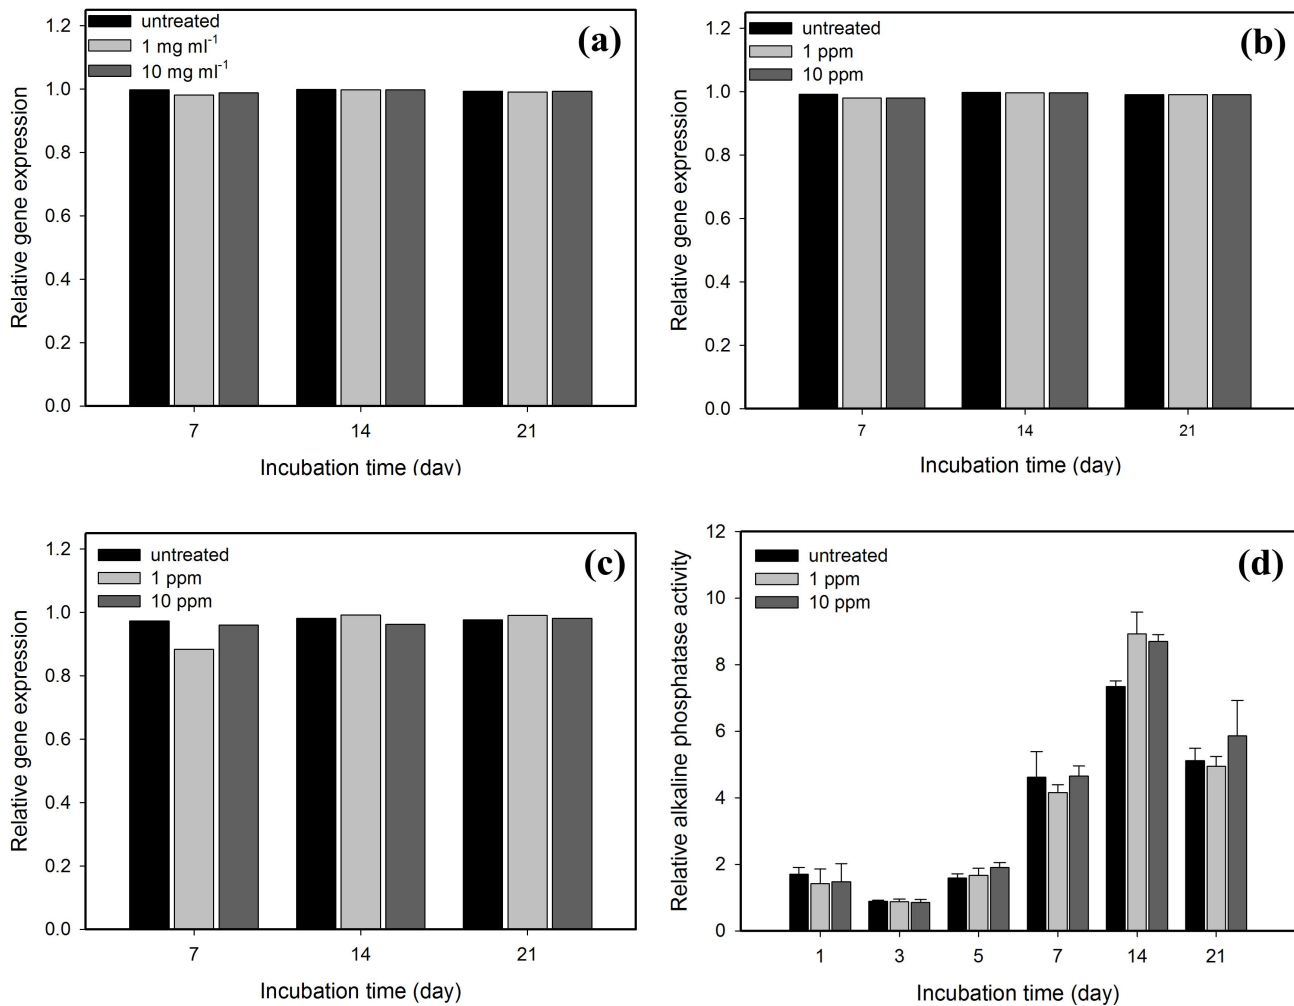 untreated
1 mg ml⁻¹
10 mg ml⁻¹
(a)
Relative gene expression
1.2
1.0
0.8
0.6
0.4
0.2
0.0
7 14 21
Incubation time (day)
untreated
1 ppm
10 ppm
(b)
Relative gene expression
1.2
1.0
0.8
0.6
0.4
0.2
0.0
7 14 21
Incubation time (day)
untreated
1 ppm
10 ppm
(c)
Relative gene expression
1.2
1.0
0.8
0.6
0.4
0.2
0.0
7 14 21
Incubation time (day)
untreated
1 ppm
10 ppm
(d)
Relative alkaline phosphatase activity
12
10
8
6
4
2
0
1 3 5 7 14 21
Incubation time (day)